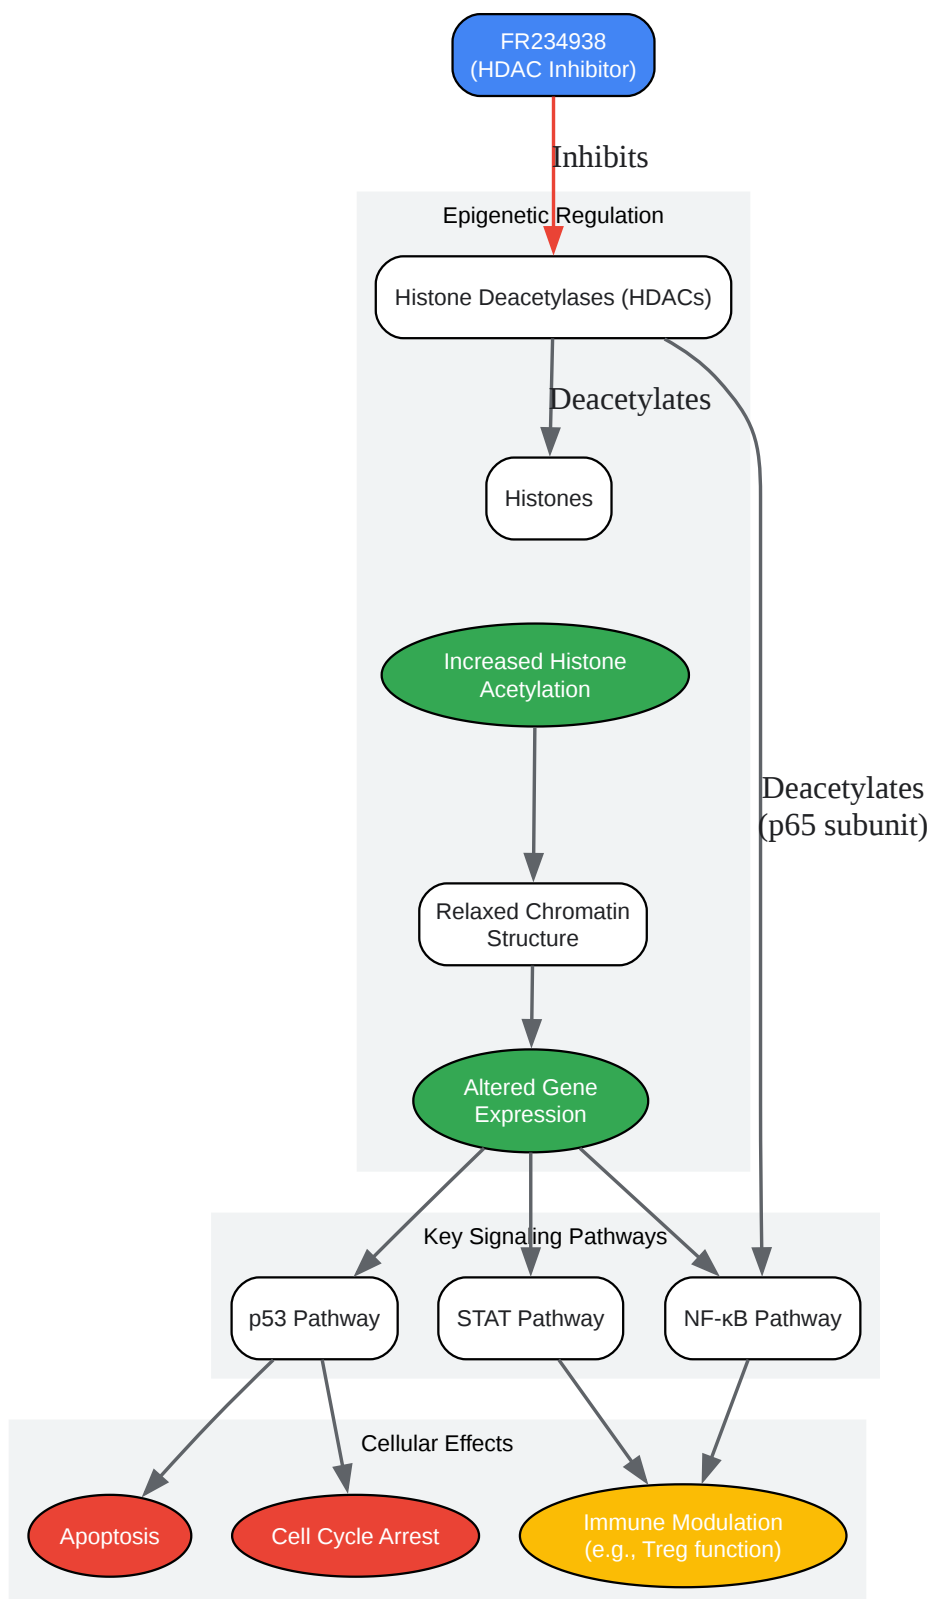 FR234938
(HDAC Inhibitor)
Inhibits
Epigenetic Regulation
Histone Deacetylases (HDACs)
Deacetylates
Histones
Increased Histone
Acetylation
Deacetylates
(p65 subunit)
Relaxed Chromatin
Structure
Altered Gene
Expression
Key Signaling Pathways
p53 Pathway
STAT Pathway
NF-κB Pathway
Cellular Effects
Apoptosis
Cell Cycle Arrest
Immune Modulation
(e.g., Treg function)